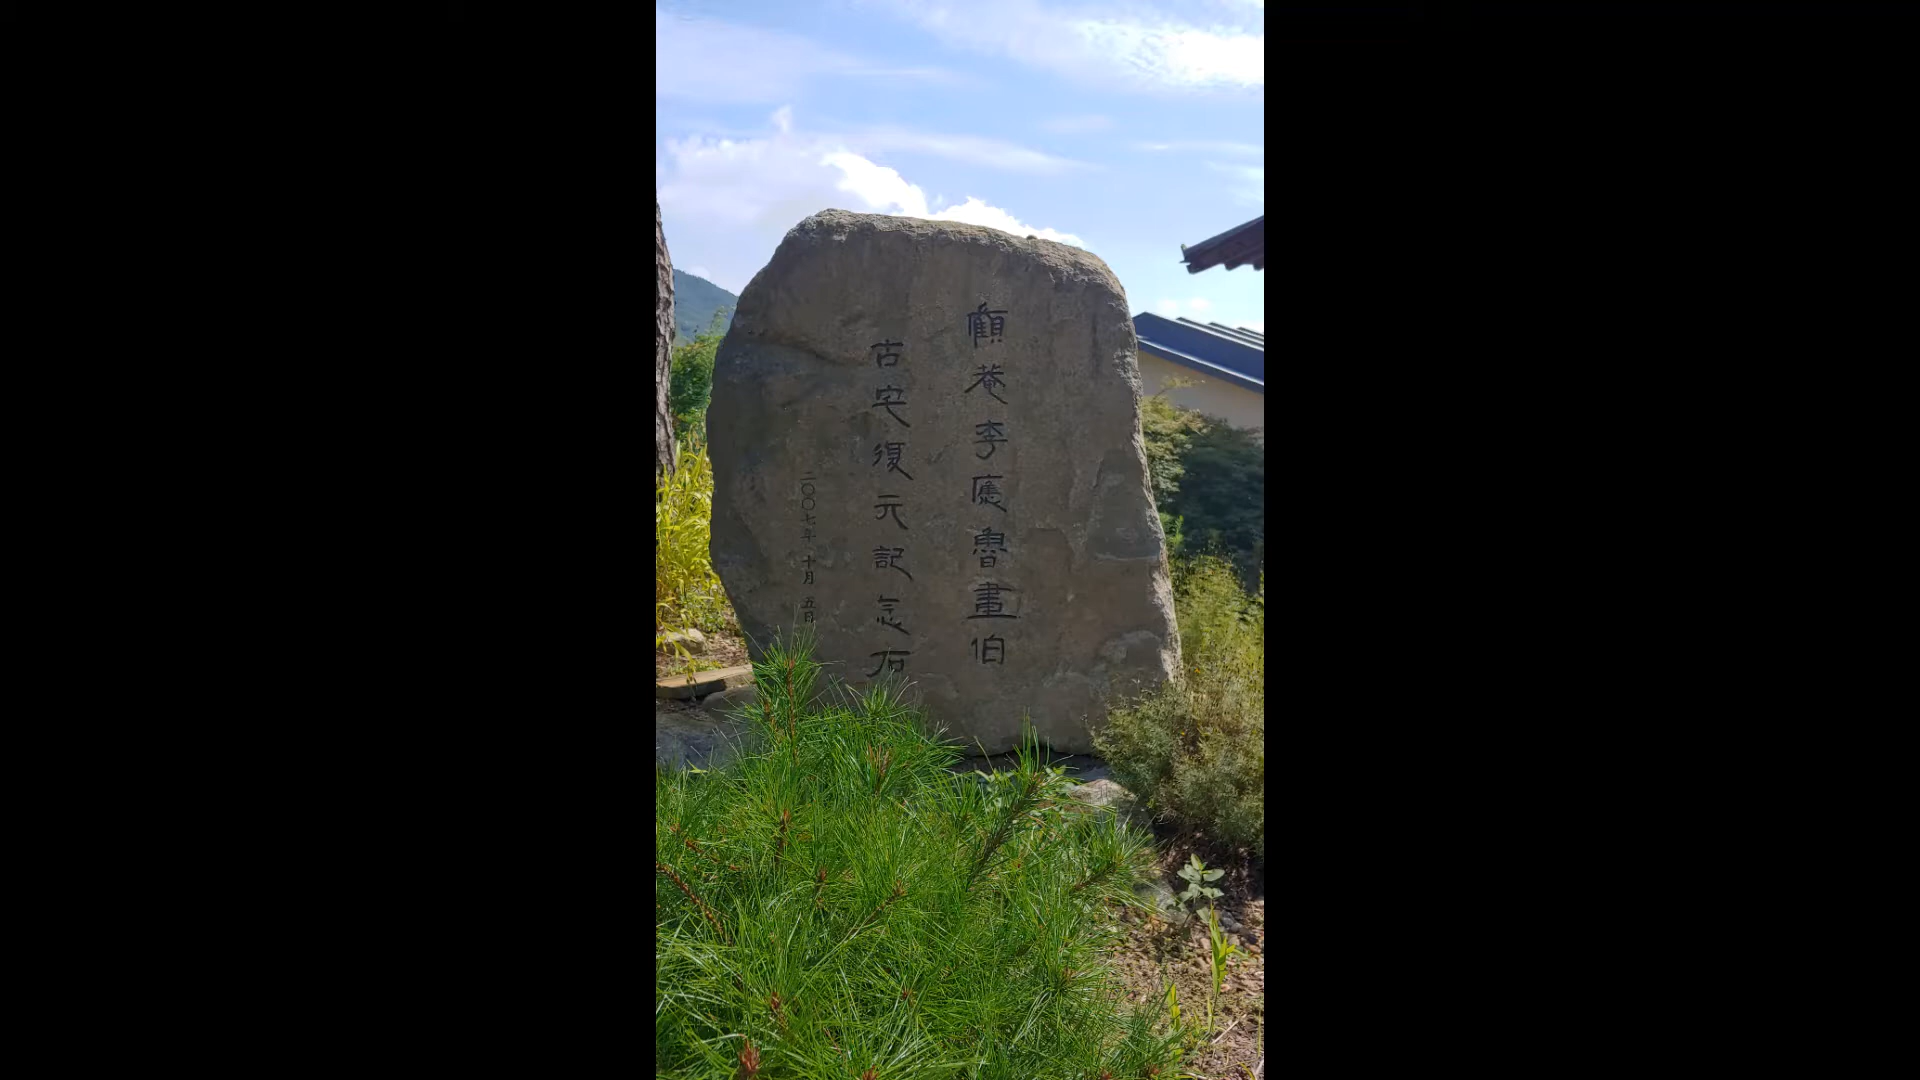 顧菴李應魯畫伯
古宅復元記念石
二〇〇七年 十月 五日